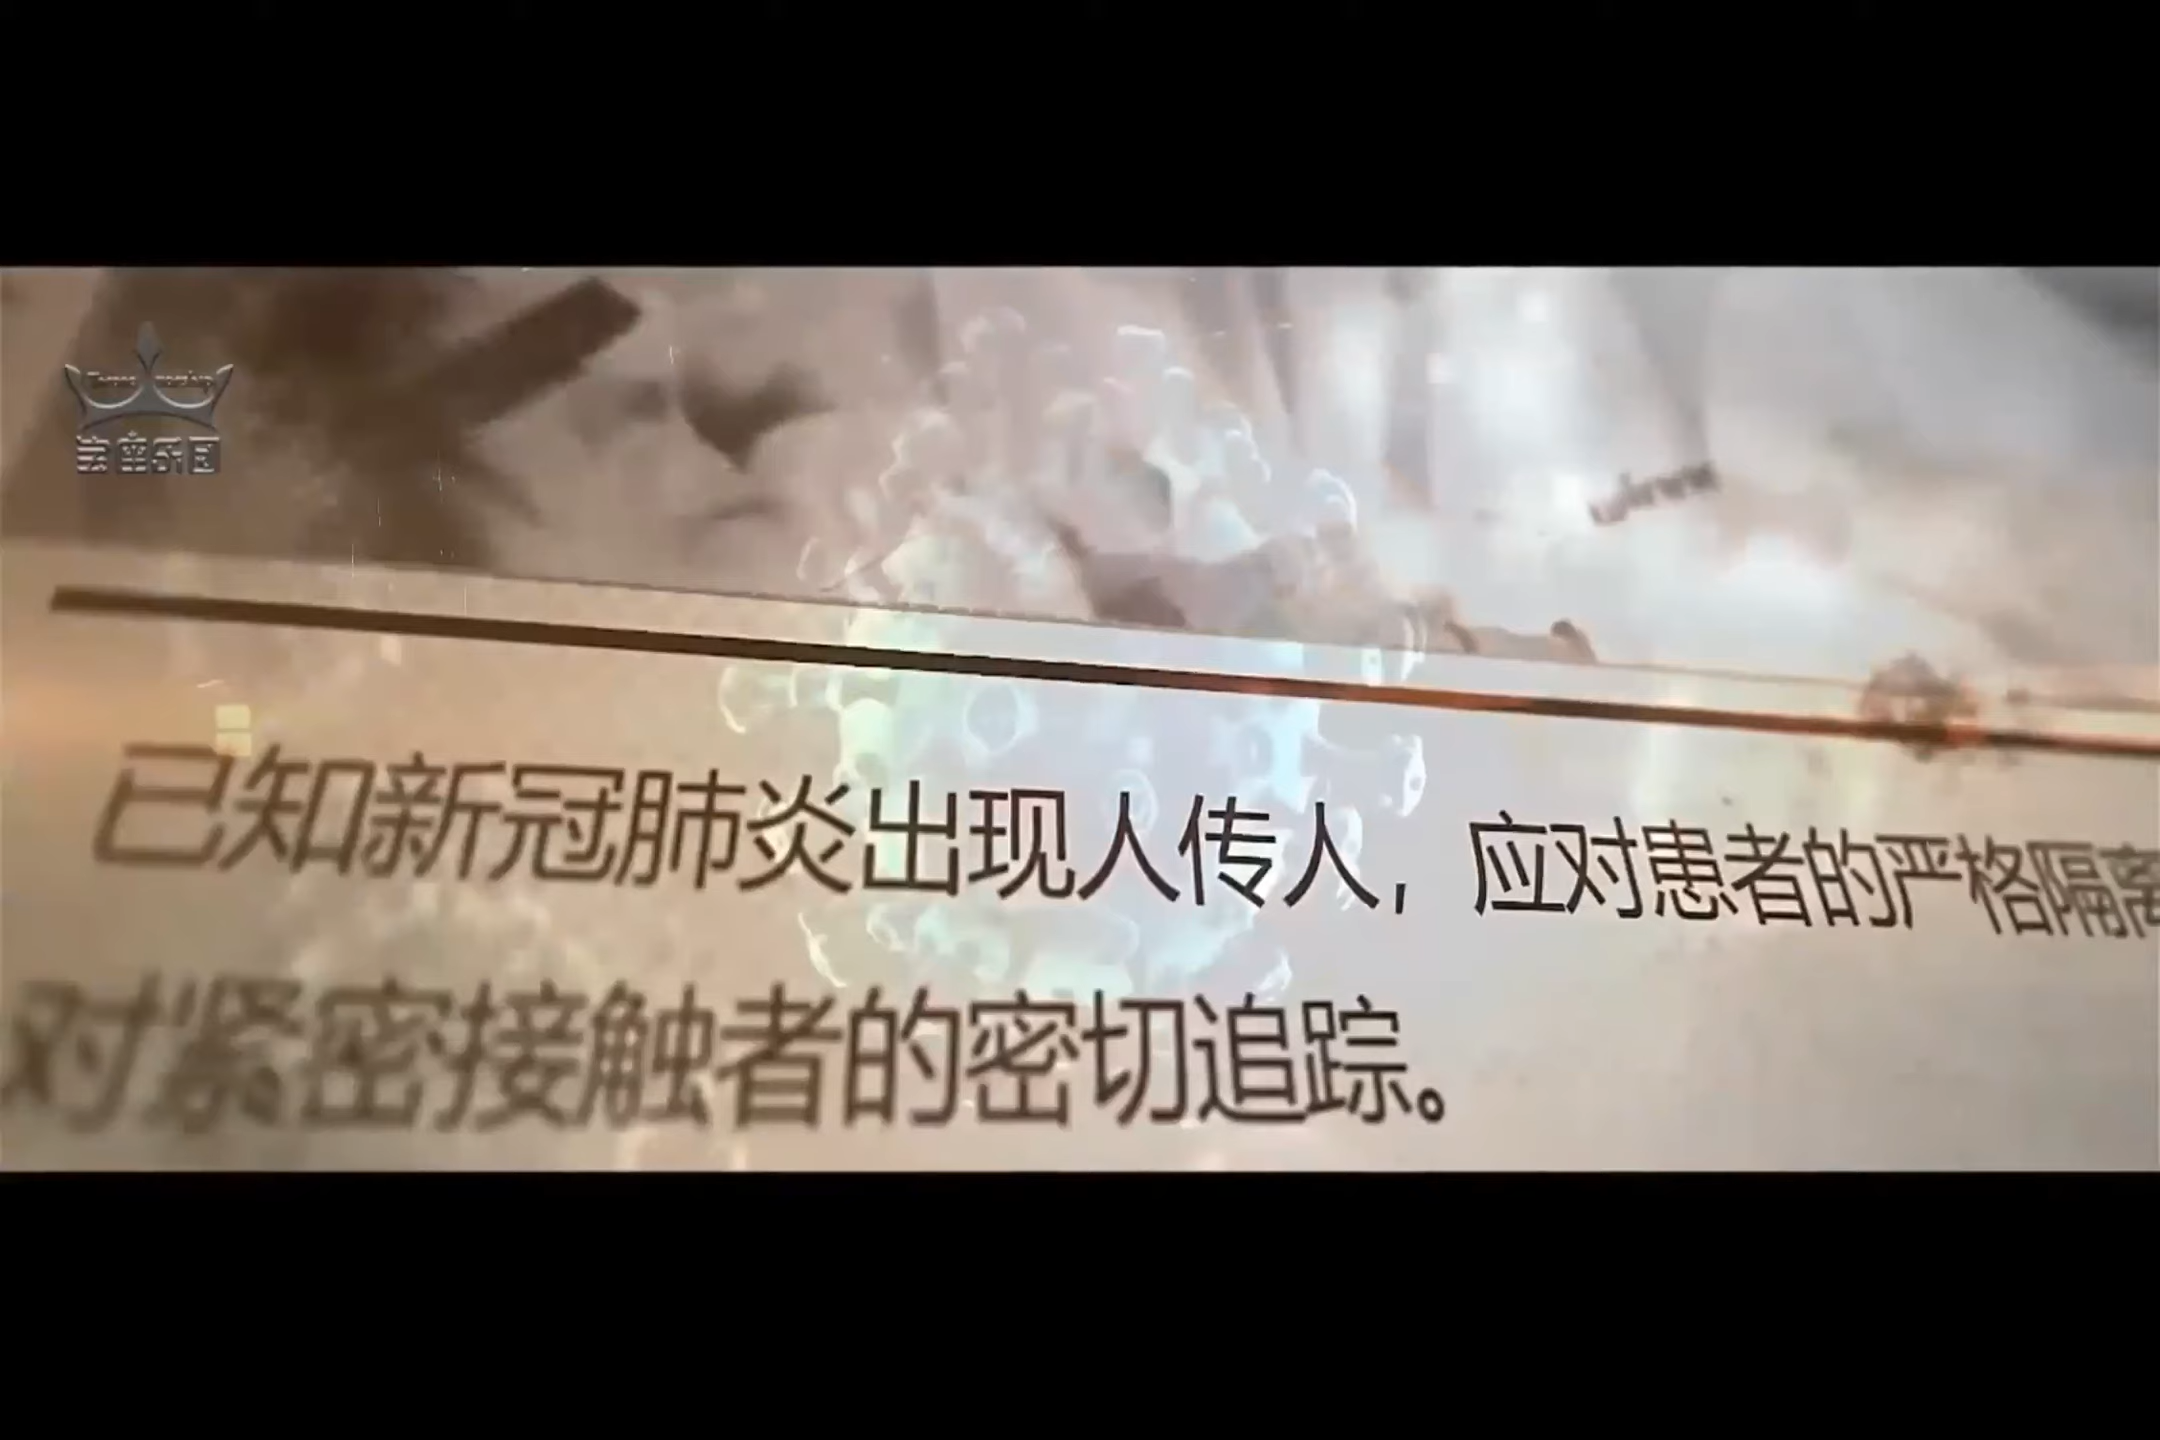 已知新冠肺炎出现人传人，应对患者的严格隔离
对紧密接触者的密切追踪。